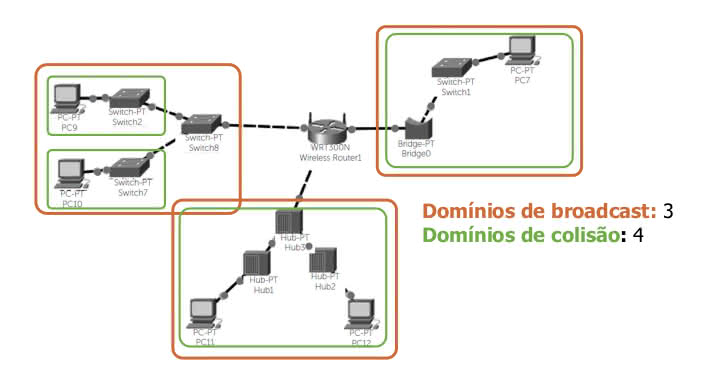 PC-PT
PC9
Switch-PT
Switch2
Switch-PT
Switch8
PC-PT
PC10
Switch-PT
Switch7
WRT300N
Wireless Router1
Switch-PT
Switch1
PC-PT
PC7
Bridge-PT
Bridge0
Hub-PT
Hub3
Hub-PT
Hub1
Hub-PT
Hub2
PC-PT
PC11
PC-PT
PC12
Domínios de broadcast: 3
Domínios de colisão: 4